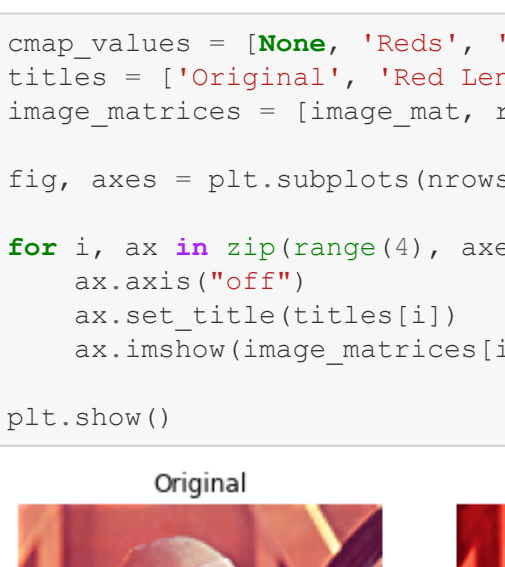 cmap_values = [None, 'Reds', '
titles = ['Original', 'Red Len
image_matrices = [image_mat, r
fig, axes = plt.subplots(nrows
for i, ax in zip(range(4), axe
ax.axis("off")
ax.set_title(titles[i])
ax.imshow(image_matrices[i
plt.show()
Original